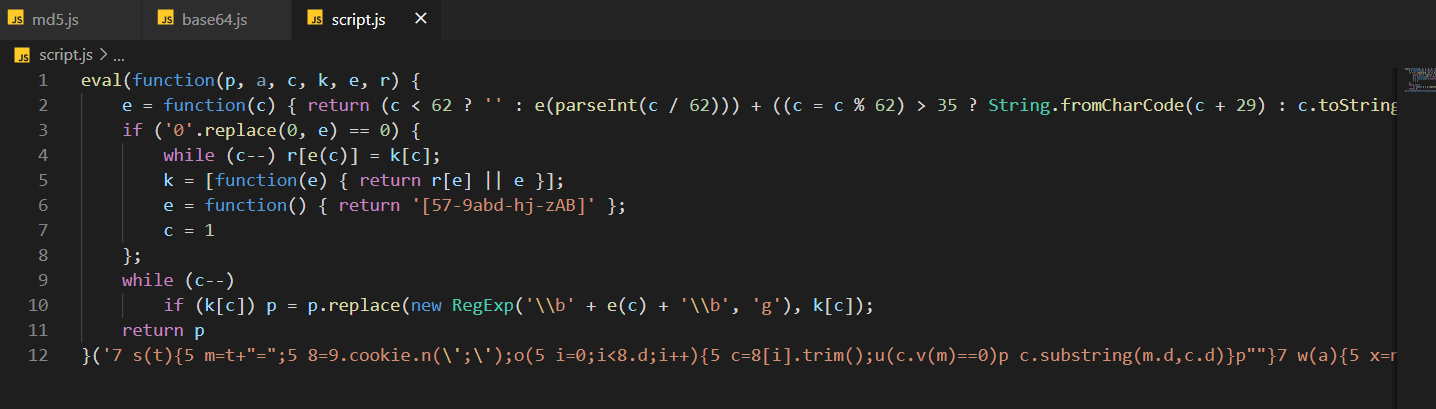 JS md5.js JS base64.js JS script.js ×
JS script.js > ...
1 eval(function(p, a, c, k, e, r) {
2 e = function(c) { return (c < 62 ? '' : e(parseInt(c / 62))) + ((c = c % 62) > 35 ? String.fromCharCode(c + 29) : c.toString
3 if ('0'.replace(0, e) == 0) {
4 while (c--) r[e(c)] = k[c];
5 k = [function(e) { return r[e] || e }];
6 e = function() { return '[57-9abd-hj-zAB]' };
7 c = 1
8 };
9 while (c--)
10 if (k[c]) p = p.replace(new RegExp('\\b' + e(c) + '\\b', 'g'), k[c]);
11 return p
12 }('7 s(t){5 m=t+"=";5 8=9.cookie.n(\';\');o(5 i=0;i<8.d;i++){5 c=8[i].trim();u(c.v(m)==0)p c.substring(m.d,c.d)}p""}7 w(a){5 x=n